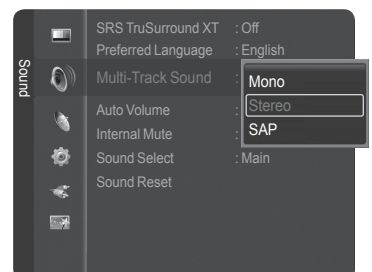 Sound
SRS TruSurround XT : Off
Preferred Language : English
Multi-Track Sound :
Mono
Stereo
SAP
Auto Volume :
Internal Mute :
Sound Select : Main
Sound Reset